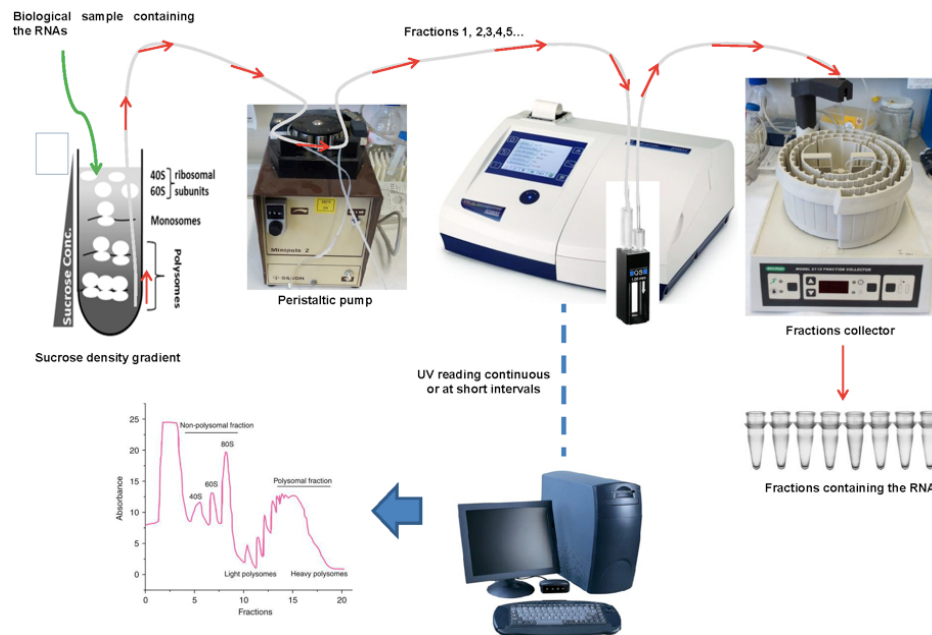 Biological sample containing
the RNAs
Fractions 1, 2,3,4,5...
40S
60S
ribosomal
subunits
Monosomes
Polysomes
Sucrose Conc.
Sucrose density gradient
Minipuls 2
GILSON
Peristaltic pump
QS
Fractions collector
UV reading continuous
or at short intervals
Fractions containing the RNA
Non-polysomal fraction
80S
60S
40S
Polysomal fraction
Light polysomes
Heavy polysomes
Absorbance
25
20
15
10
5
0
0
5
10
15
20
Fractions